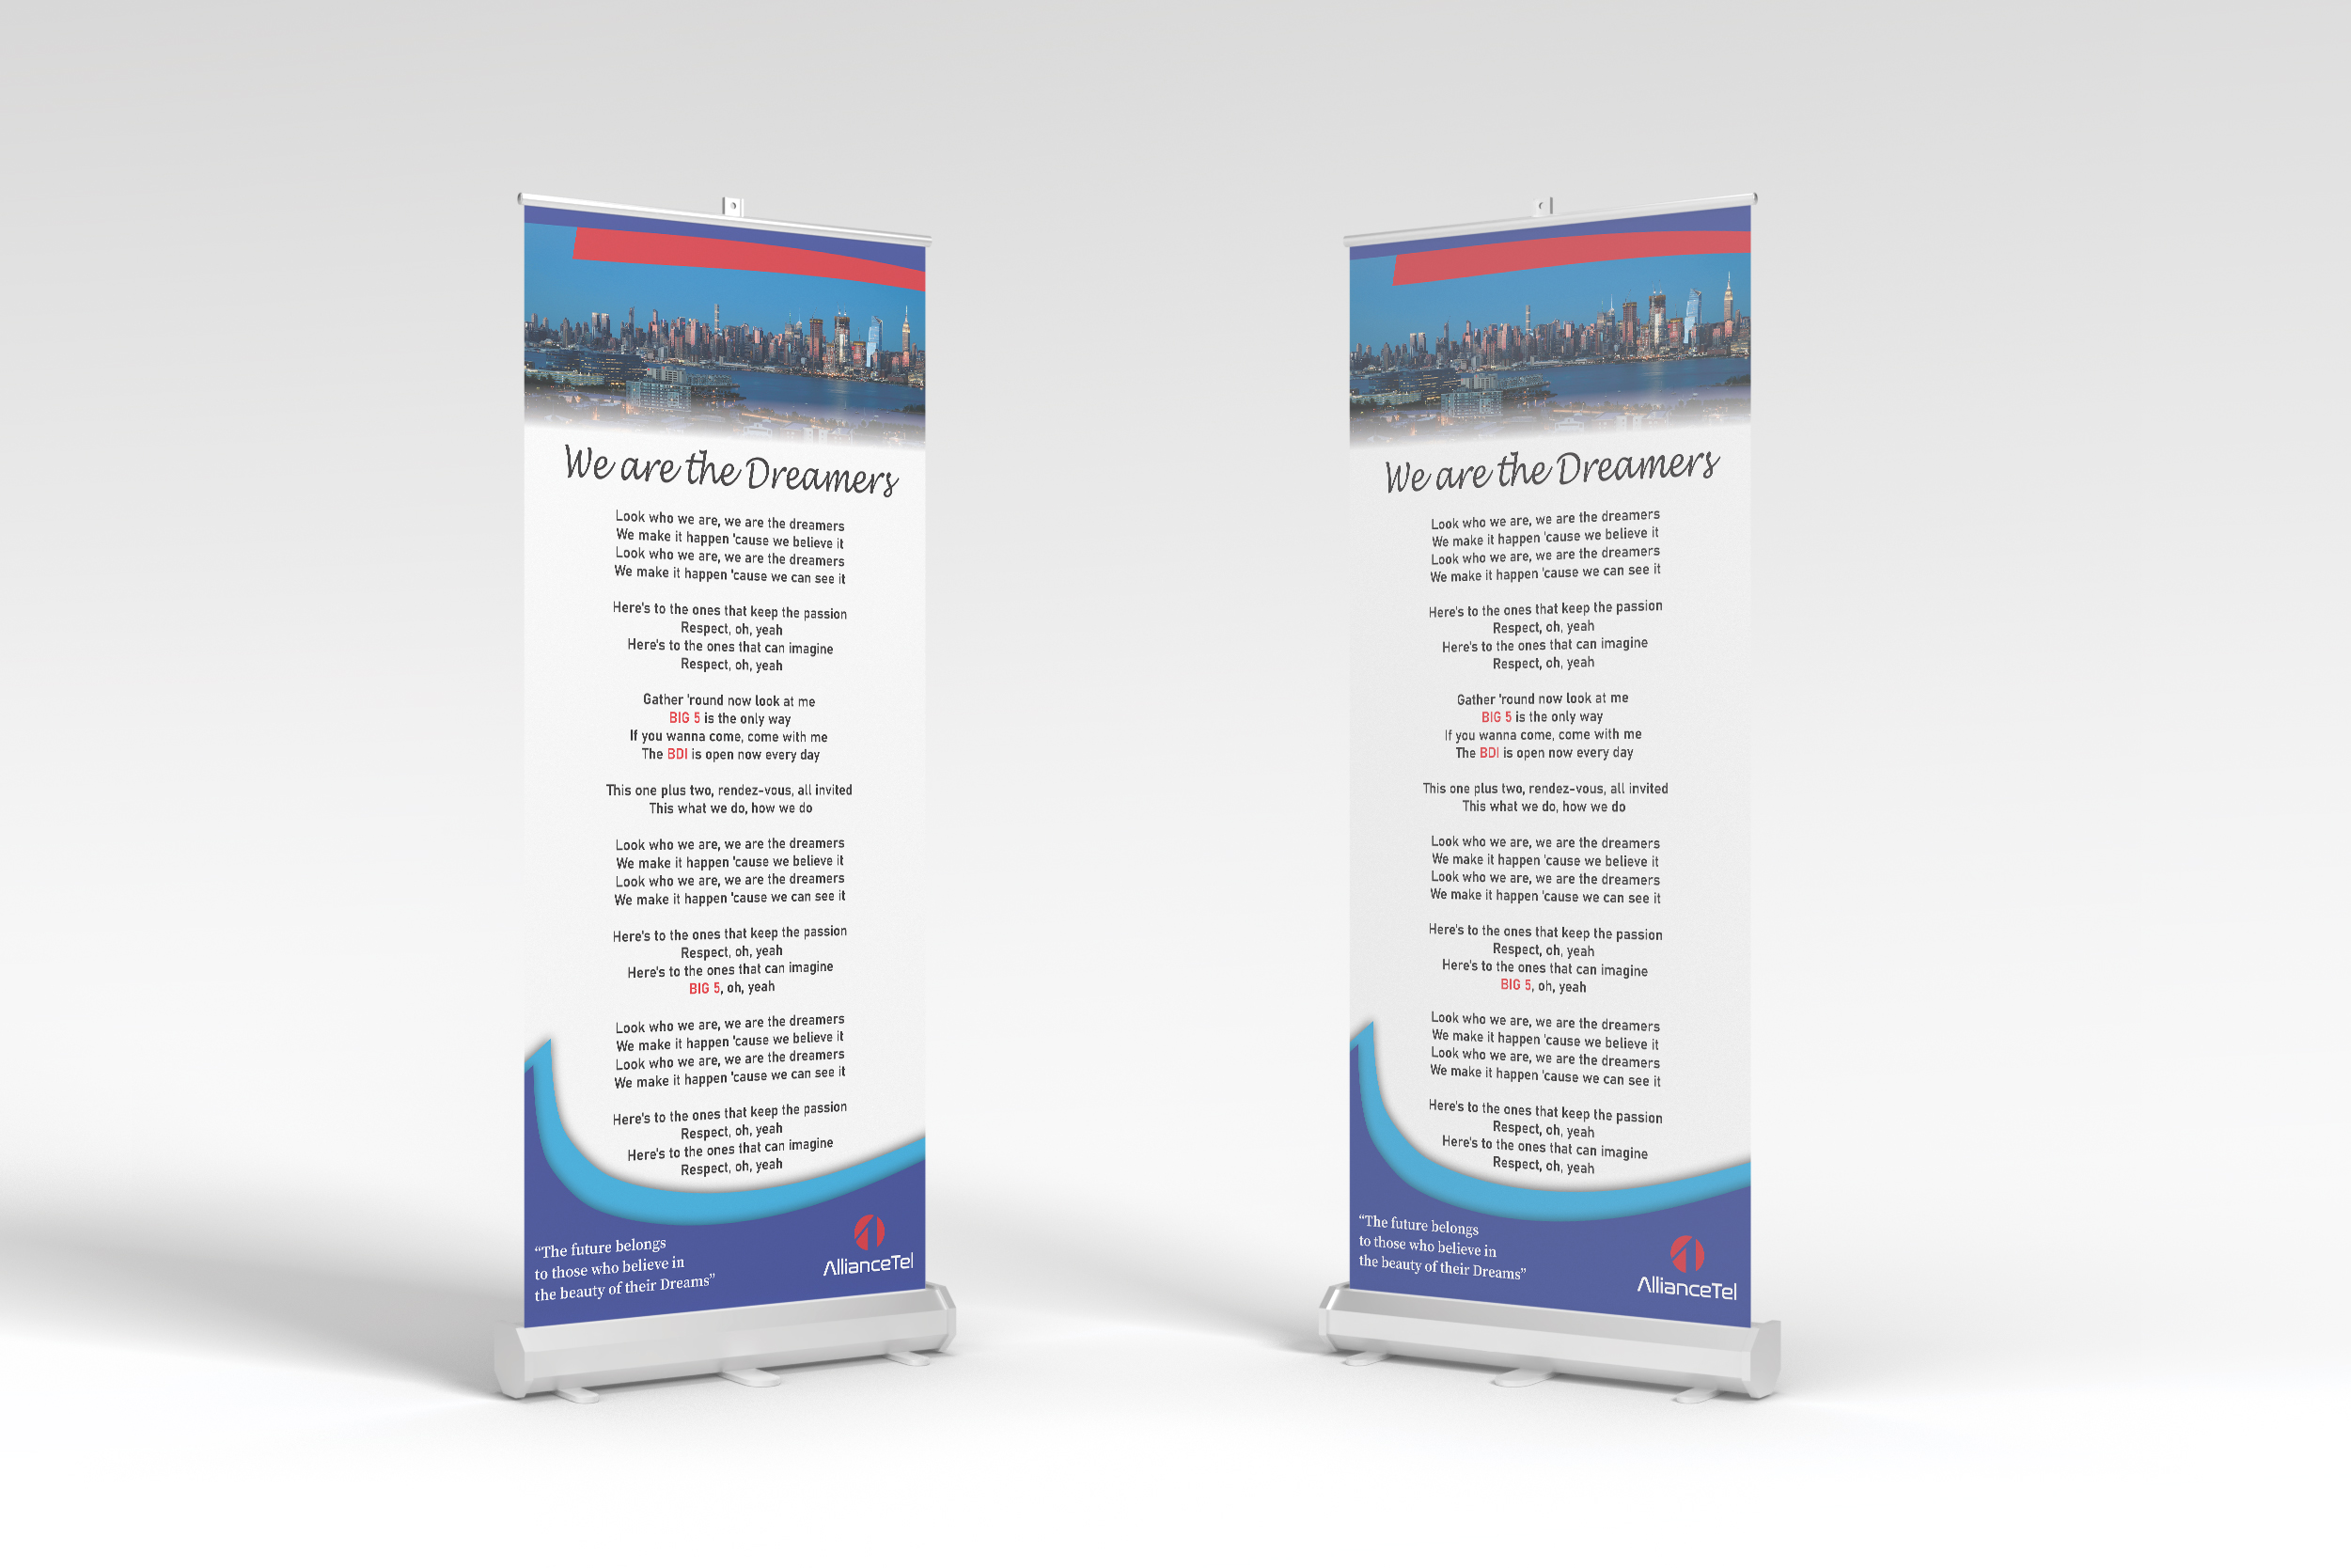 We are the Dreamers
Look who we are, we are the dreamers
We make it happen 'cause we believe it
Look who we are, we are the dreamers
We make it happen 'cause we can see it
Here's to the ones that keep the passion
Respect, oh, yeah
Here's to the ones that can imagine
Respect, oh, yeah
Gather 'round now look at me
BIG 5 is the only way
If you wanna come, come with me
The BDI is open now every day
This one plus two, rendez-vous, all invited
This what we do, how we do
Look who we are, we are the dreamers
We make it happen 'cause we believe it
Look who we are, we are the dreamers
We make it happen 'cause we can see it
Here's to the ones that keep the passion
Respect, oh, yeah
Here's to the ones that can imagine
BIG 5, oh, yeah
Look who we are, we are the dreamers
We make it happen 'cause we believe it
Look who we are, we are the dreamers
We make it happen 'cause we can see it
Here's to the ones that keep the passion
Respect, oh, yeah
Here's to the ones that can imagine
Respect, oh, yeah
“The future belongs
to those who believe in
the beauty of their Dreams”
AllianceTel
We are the Dreamers
Look who we are, we are the dreamers
We make it happen 'cause we believe it
Look who we are, we are the dreamers
We make it happen 'cause we can see it
Here's to the ones that keep the passion
Respect, oh, yeah
Here's to the ones that can imagine
Respect, oh, yeah
Gather 'round now look at me
BIG 5 is the only way
If you wanna come, come with me
The BDI is open now every day
This one plus two, rendez-vous, all invited
This what we do, how we do
Look who we are, we are the dreamers
We make it happen 'cause we believe it
Look who we are, we are the dreamers
We make it happen 'cause we can see it
Here's to the ones that keep the passion
Respect, oh, yeah
Here's to the ones that can imagine
BIG 5, oh, yeah
Look who we are, we are the dreamers
We make it happen 'cause we believe it
Look who we are, we are the dreamers
We make it happen 'cause we can see it
Here's to the ones that keep the passion
Respect, oh, yeah
Here's to the ones that can imagine
Respect, oh, yeah
“The future belongs
to those who believe in
the beauty of their Dreams”
AllianceTel